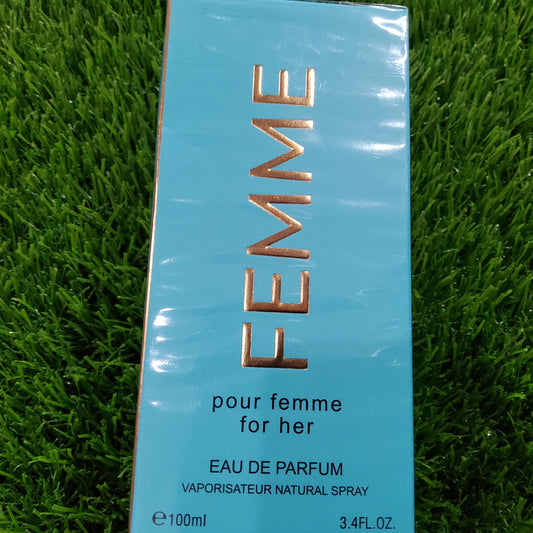 FEMME
pour femme
for her
EAU DE PARFUM
VAPORISATEUR NATURAL SPRAY
℮100ml 3.4FL.OZ.